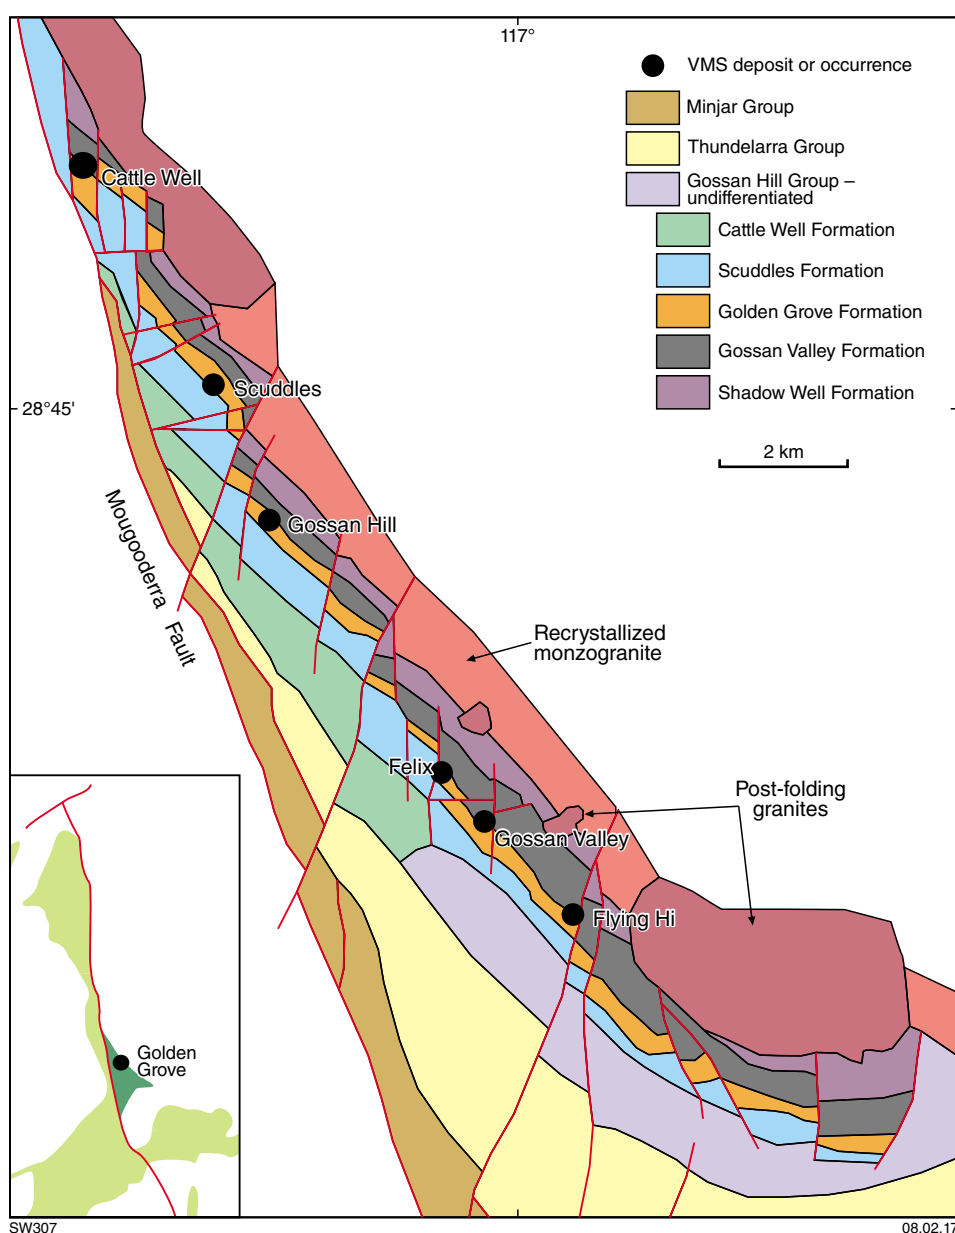 117°
VMS deposit or occurrence
Minjar Group
Thundelarra Group
Gossan Hill Group –
undifferentiated
Cattle Well Formation
Scuddles Formation
Golden Grove Formation
Gossan Valley Formation
Shadow Well Formation
2 km
28°45'
Cattle Well
Scuddles
Gossan Hill
Mougooderra Fault
Recrystallized
monzogranite
Felix
Gossan Valley
Post-folding
granites
Flying Hi
Golden
Grove
SW307
08.02.17